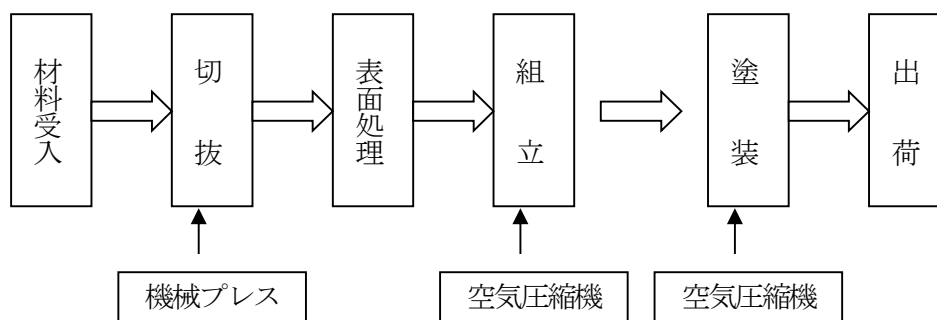 材料受入
切抜
表面処理
組立
塗装
出荷
機械プレス
空気圧縮機
空気圧縮機